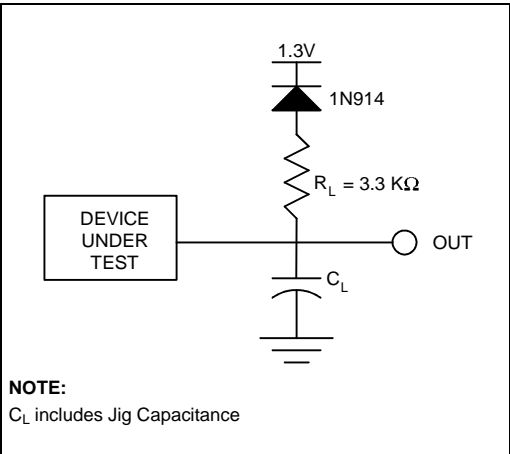 1.3V
1N914
R_L = 3.3 KΩ
DEVICE
UNDER
TEST
OUT
C_L
NOTE:
C_L includes Jig Capacitance